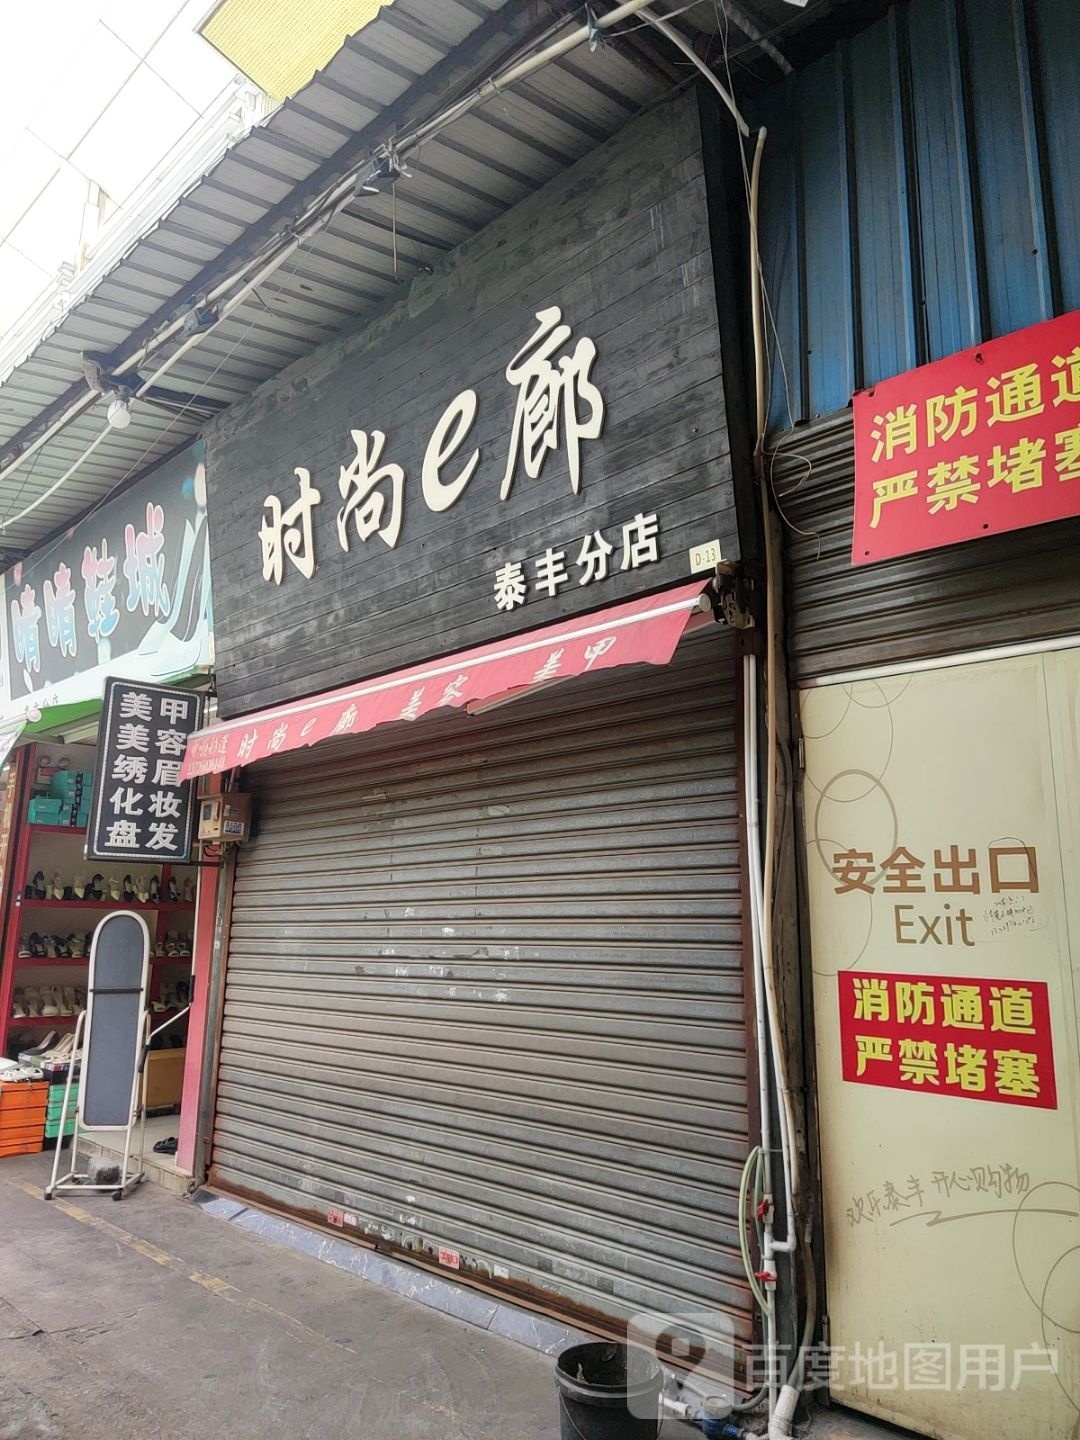 时尚e廊
泰丰分店
D-13
时尚e廊 美容 美甲
晴晴鞋城
美甲
美容
绣眉
化妆
盘发
消防通道
严禁堵塞
安全出口
Exit
消防通道
严禁堵塞
欢乐泰丰 开心购物
百度地图用户